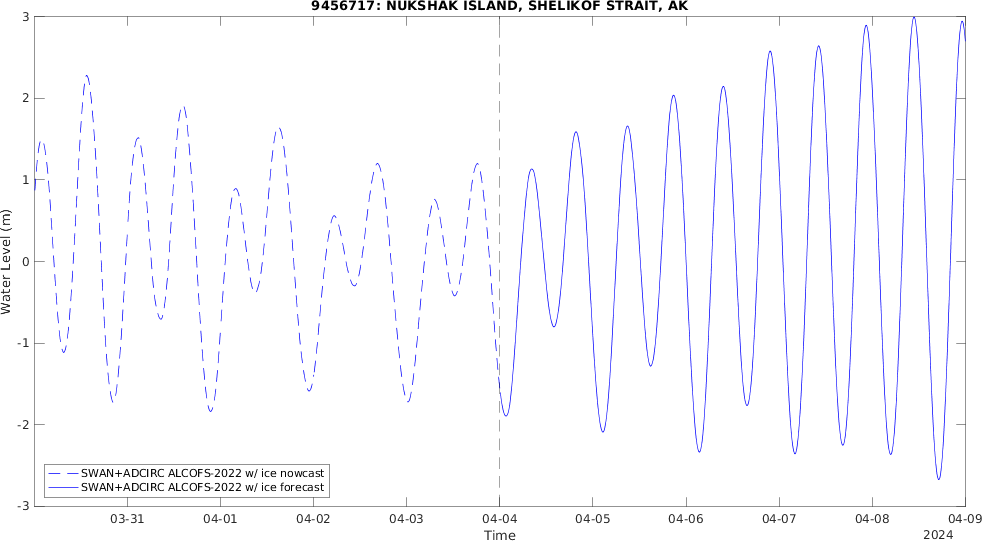 9456717: NUKSHAK ISLAND, SHELIKOF STRAIT, AK
3
2
1
0
-1
-2
-3
Water Level (m)
SWAN+ADCIRC ALCOFS-2022 w/ ice nowcast
SWAN+ADCIRC ALCOFS-2022 w/ ice forecast
03-31 04-01 04-02 04-03 04-04 04-05 04-06 04-07 04-08 04-09
Time
2024